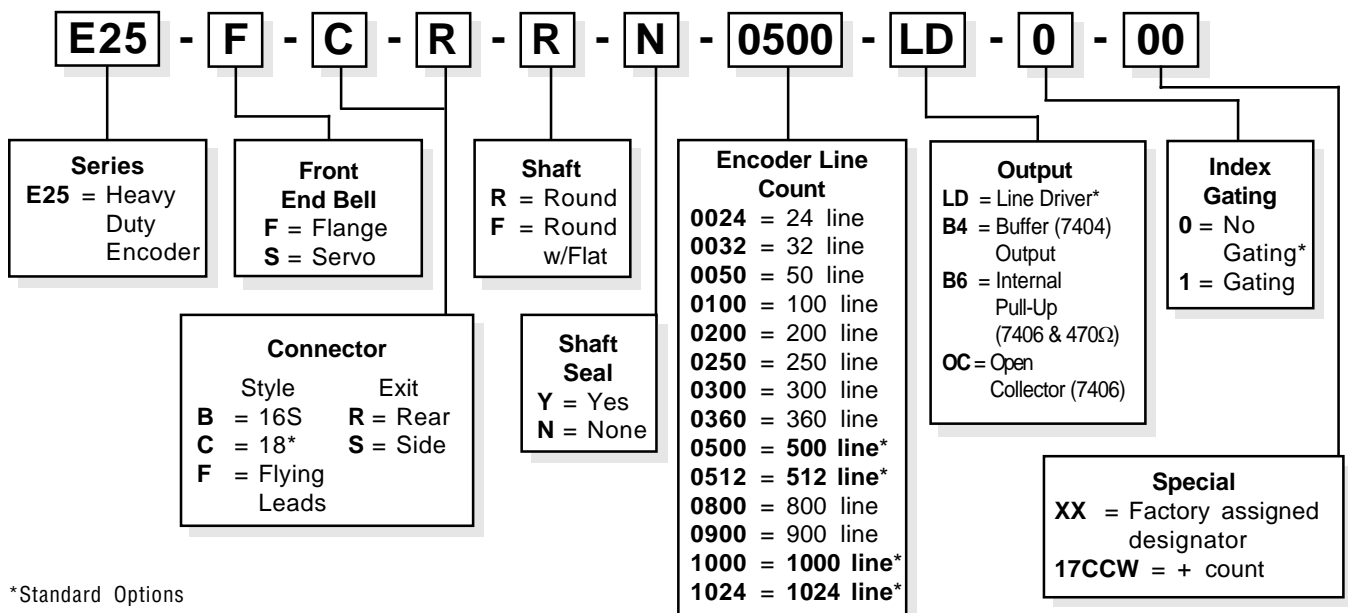 E25 - F - C - R - R - N - 0500 - LD - 0 - 00
Series
E25 = Heavy
Duty
Encoder
Front
End Bell
F = Flange
S = Servo
Shaft
R = Round
F = Round
w/Flat
Encoder Line
Count
0024 = 24 line
0032 = 32 line
0050 = 50 line
0100 = 100 line
0200 = 200 line
0250 = 250 line
0300 = 300 line
0360 = 360 line
0500 = 500 line*
0512 = 512 line*
0800 = 800 line
0900 = 900 line
1000 = 1000 line*
1024 = 1024 line*
Output
LD = Line Driver*
B4 = Buffer (7404)
Output
B6 = Internal
Pull-Up
(7406 & 470Ω)
OC = Open
Collector (7406)
Index
Gating
0 = No
Gating*
1 = Gating
Connector
Style Exit
B = 16S R = Rear
C = 18* S = Side
F = Flying
Leads
Shaft
Seal
Y = Yes
N = None
Special
XX = Factory assigned
designator
17CCW = + count
*Standard Options